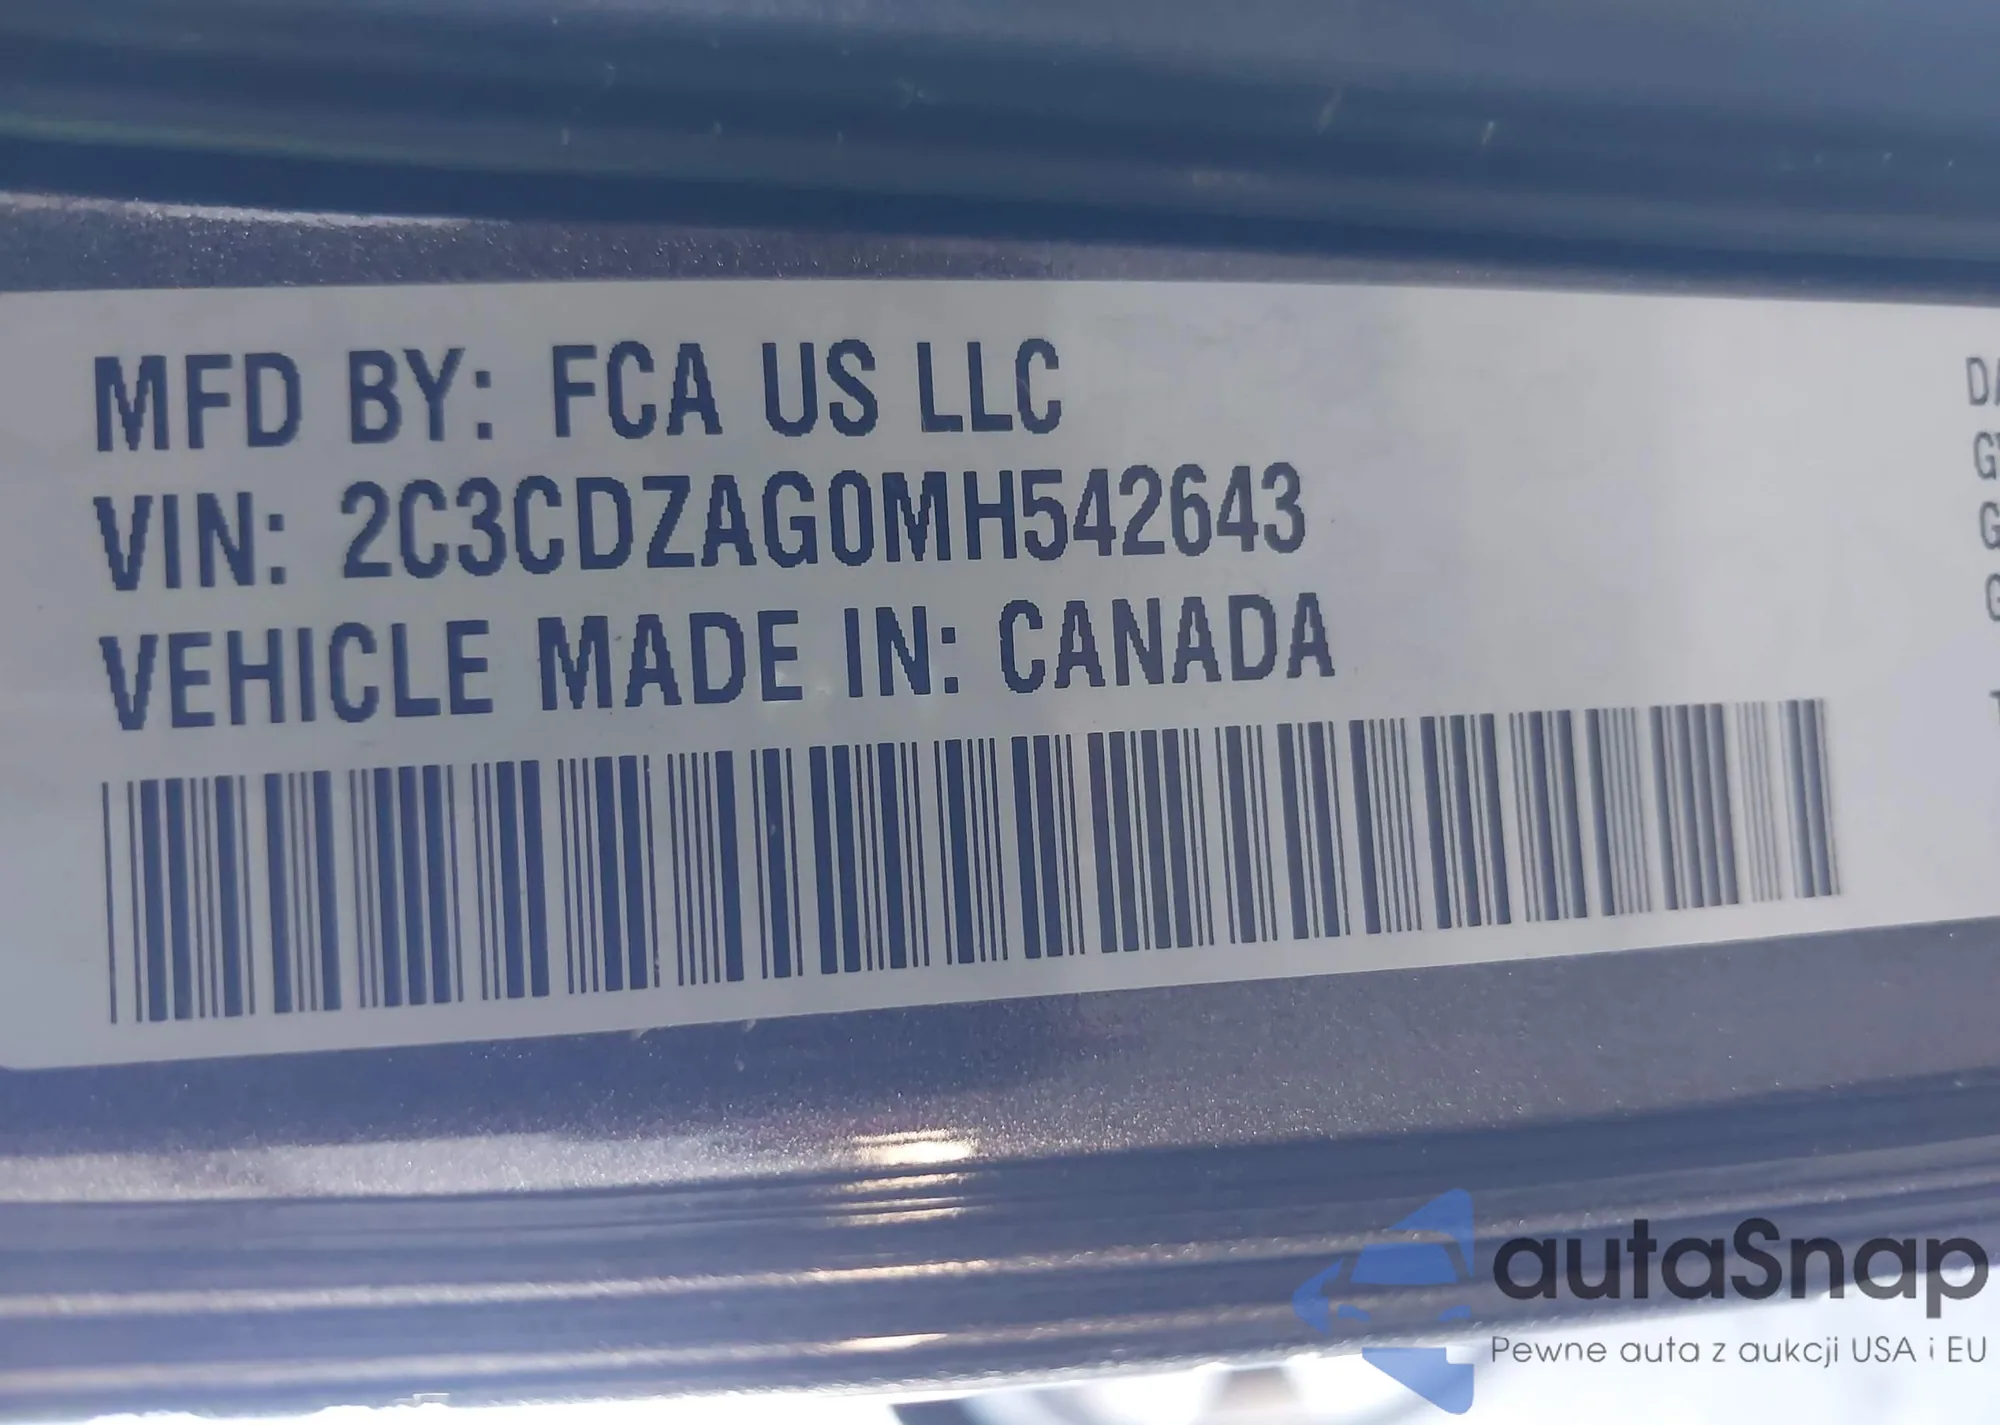 MFD BY: FCA US LLC
VIN: 2C3CDZAG0MH542643
VEHICLE MADE IN: CANADA
autaSnap
Pewne auta z aukcji USA i EU